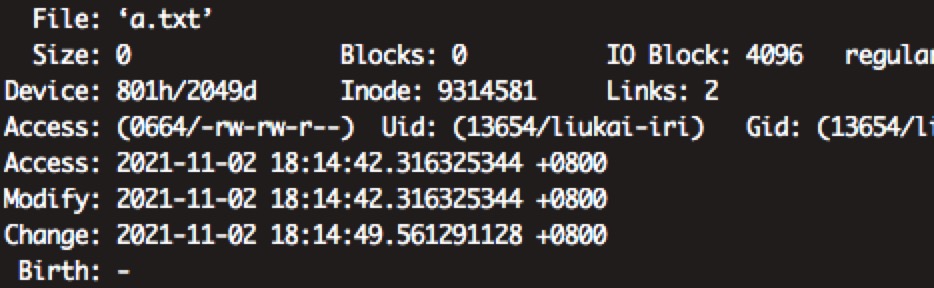 File: ‘a.txt’
Size: 0 Blocks: 0 IO Block: 4096
Device: 801h/2049d Inode: 9314581 Links: 2
Access: (0664/-rw-rw-r--) Uid: (13654/liukai-iri) Gid: (13654/li
Access: 2021-11-02 18:14:42.316325344 +0800
Modify: 2021-11-02 18:14:42.316325344 +0800
Change: 2021-11-02 18:14:49.561291128 +0800
Birth: -